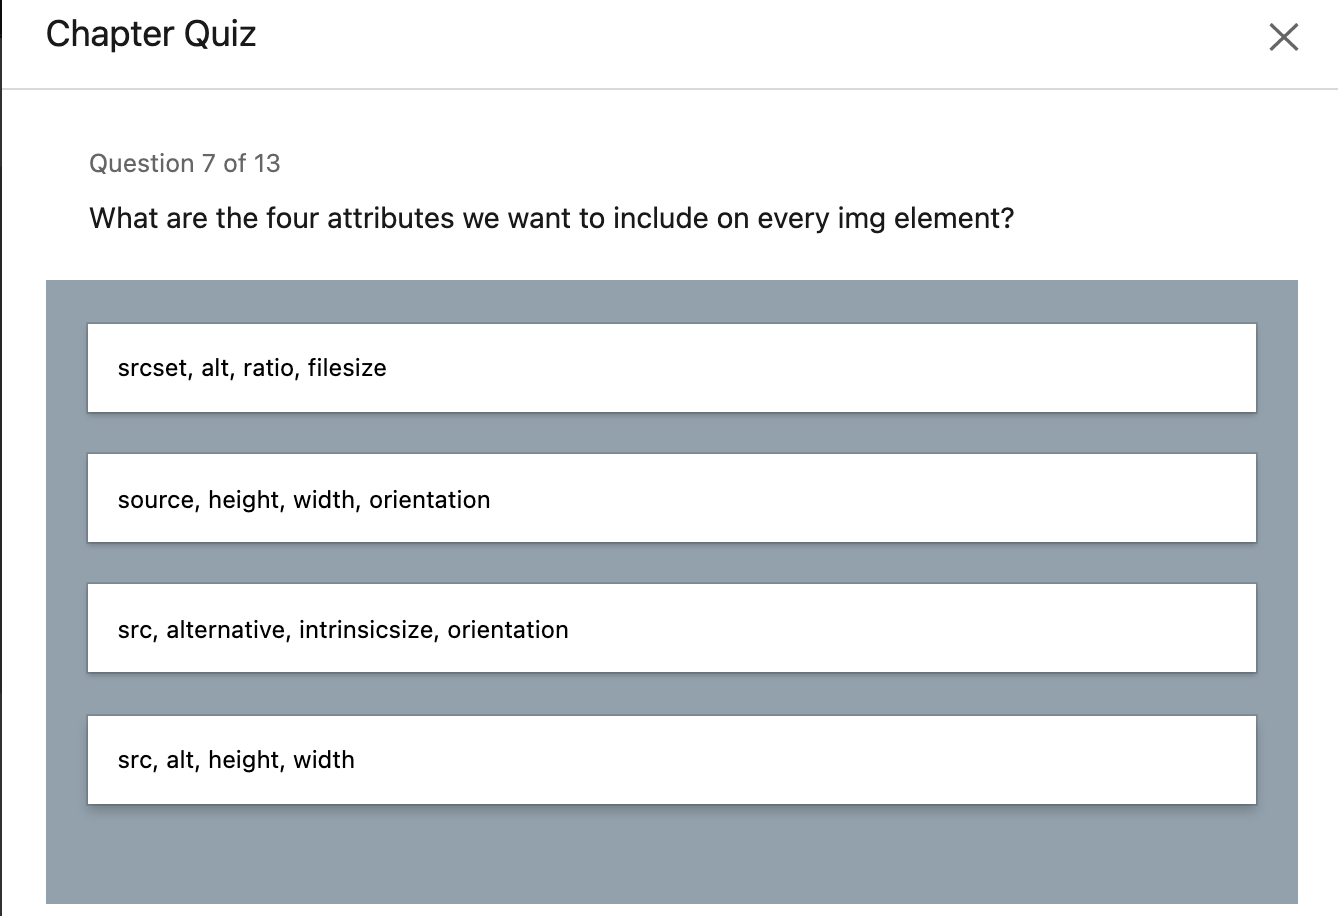 Chapter Quiz
Question 7 of 13
What are the four attributes we want to include on every img element?
srcset, alt, ratio, filesize
source, height, width, orientation
src, alternative, intrinsicsize, orientation
src, alt, height, width